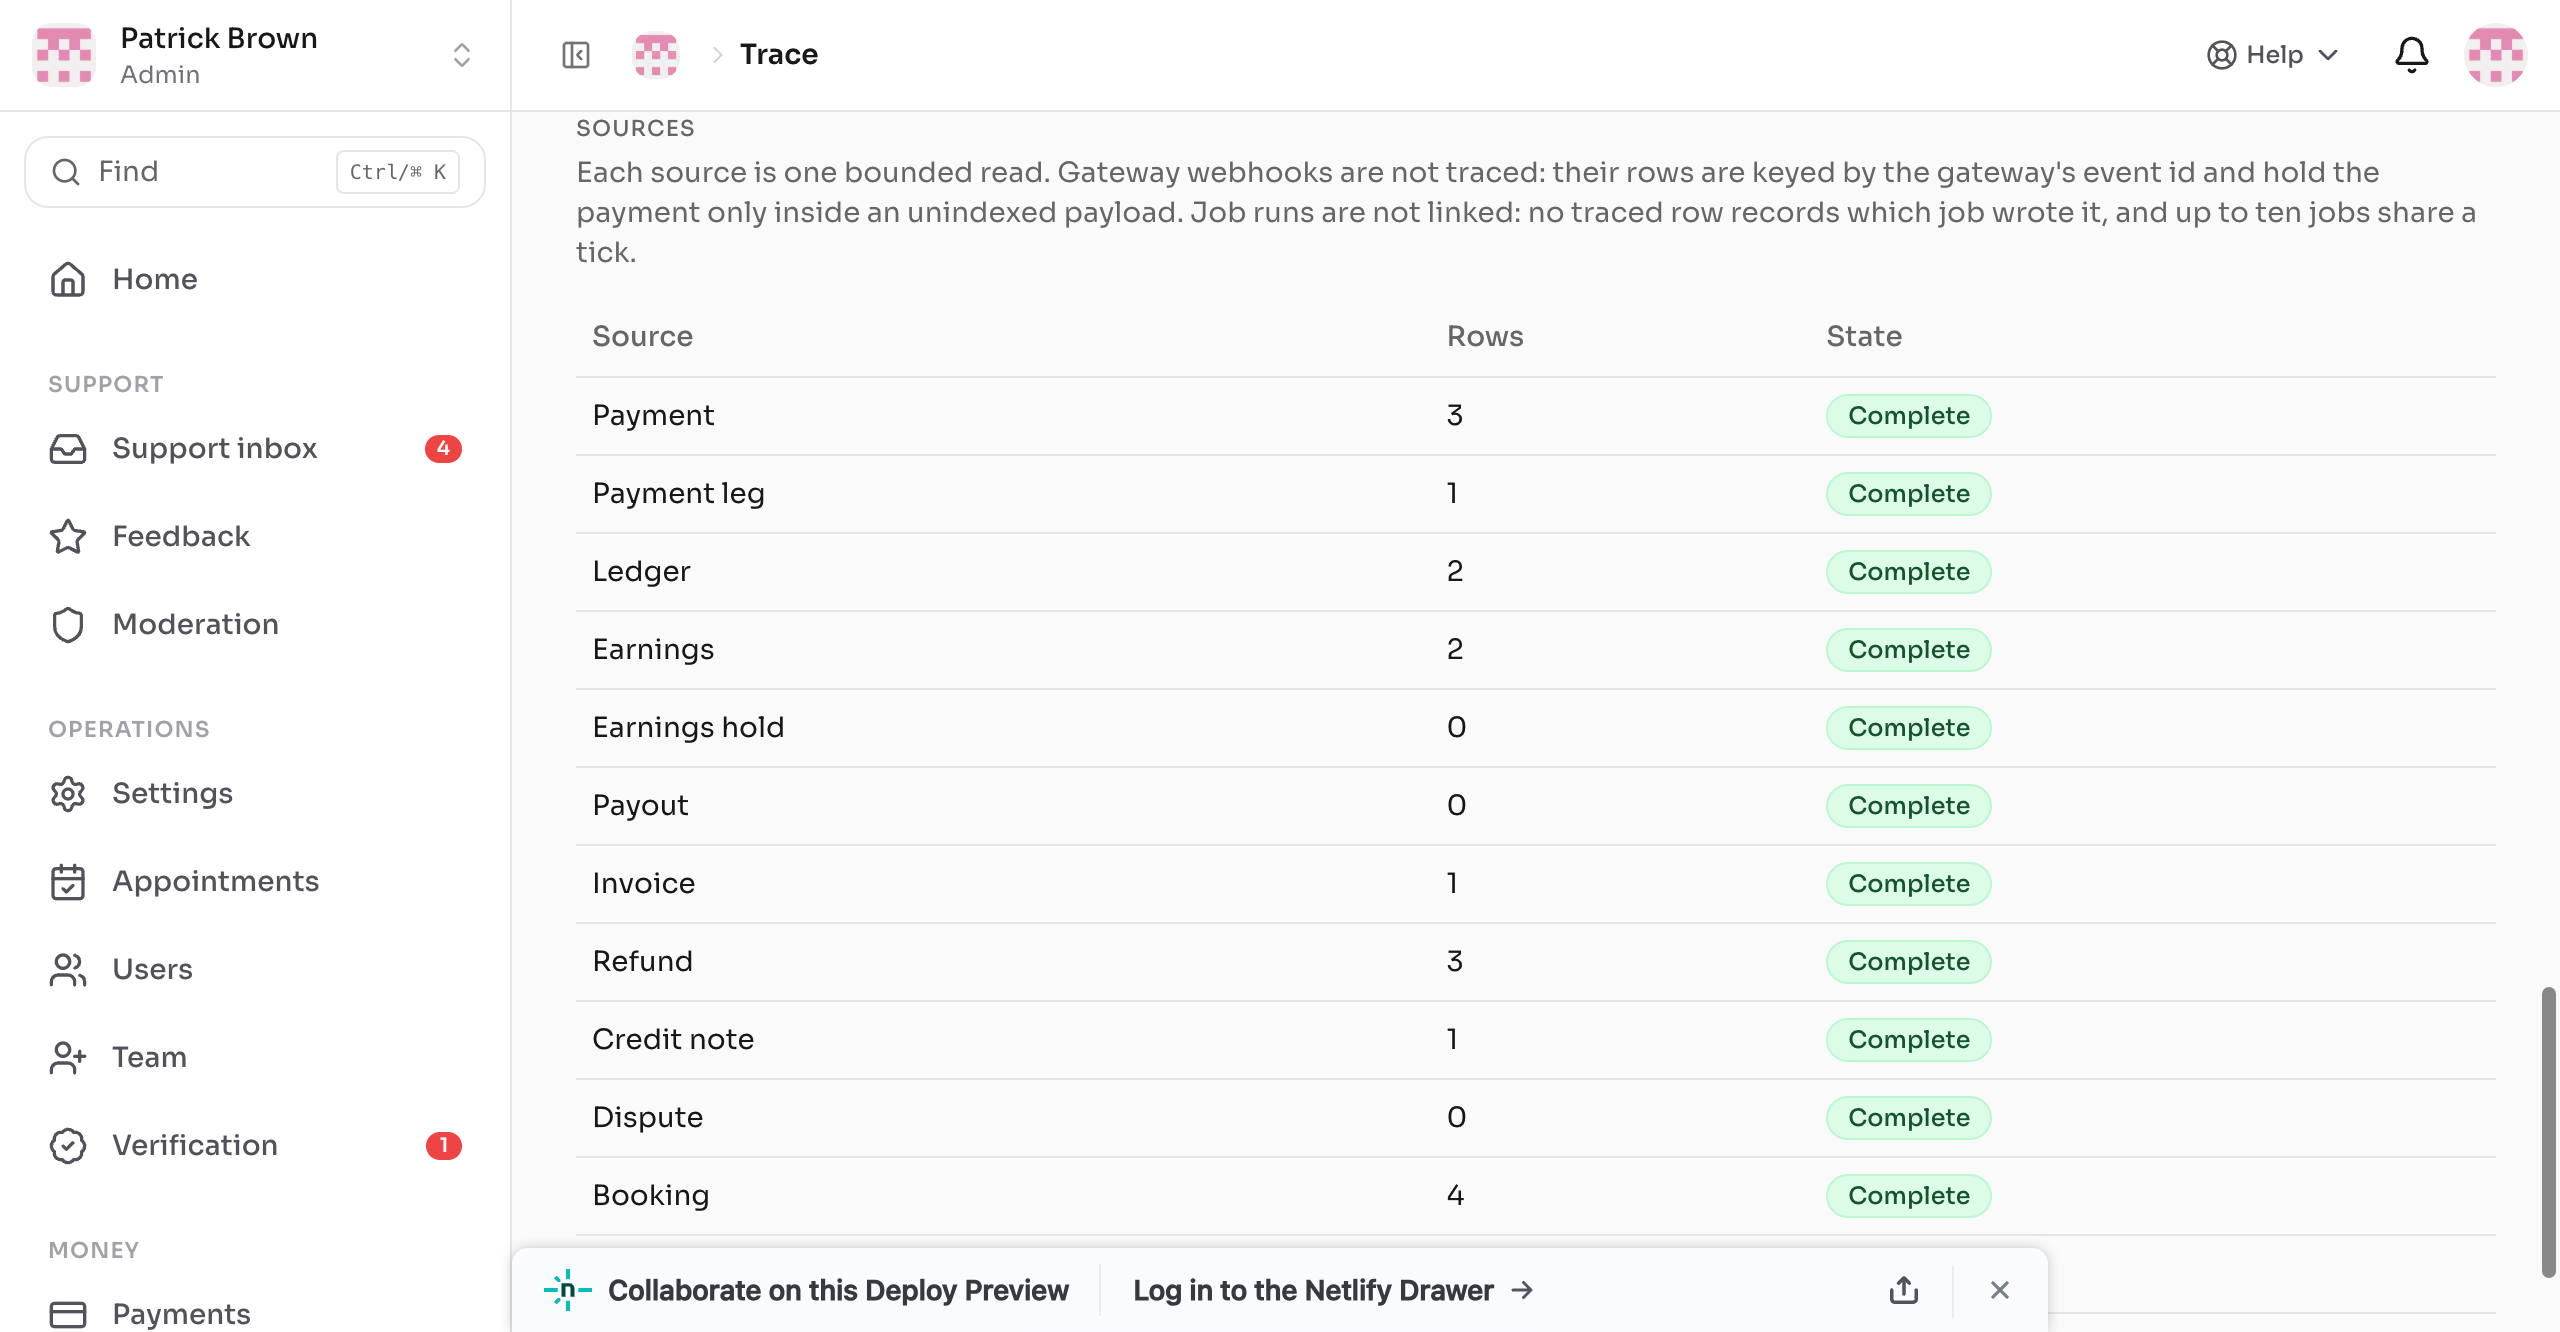 Patrick Brown
Admin
Find
Ctrl/⌘ K
Home
SUPPORT
Support inbox
4
Feedback
Moderation
OPERATIONS
Settings
Appointments
Users
Team
Verification
1
MONEY
Payments
Trace
Help
SOURCES
Each source is one bounded read. Gateway webhooks are not traced: their rows are keyed by the gateway's event id and hold the
payment only inside an unindexed payload. Job runs are not linked: no traced row records which job wrote it, and up to ten jobs share a
tick.
Source Rows State
Payment 3 Complete
Payment leg 1 Complete
Ledger 2 Complete
Earnings 2 Complete
Earnings hold 0 Complete
Payout 0 Complete
Invoice 1 Complete
Refund 3 Complete
Credit note 1 Complete
Dispute 0 Complete
Booking 4 Complete
Collaborate on this Deploy Preview
Log in to the Netlify Drawer →